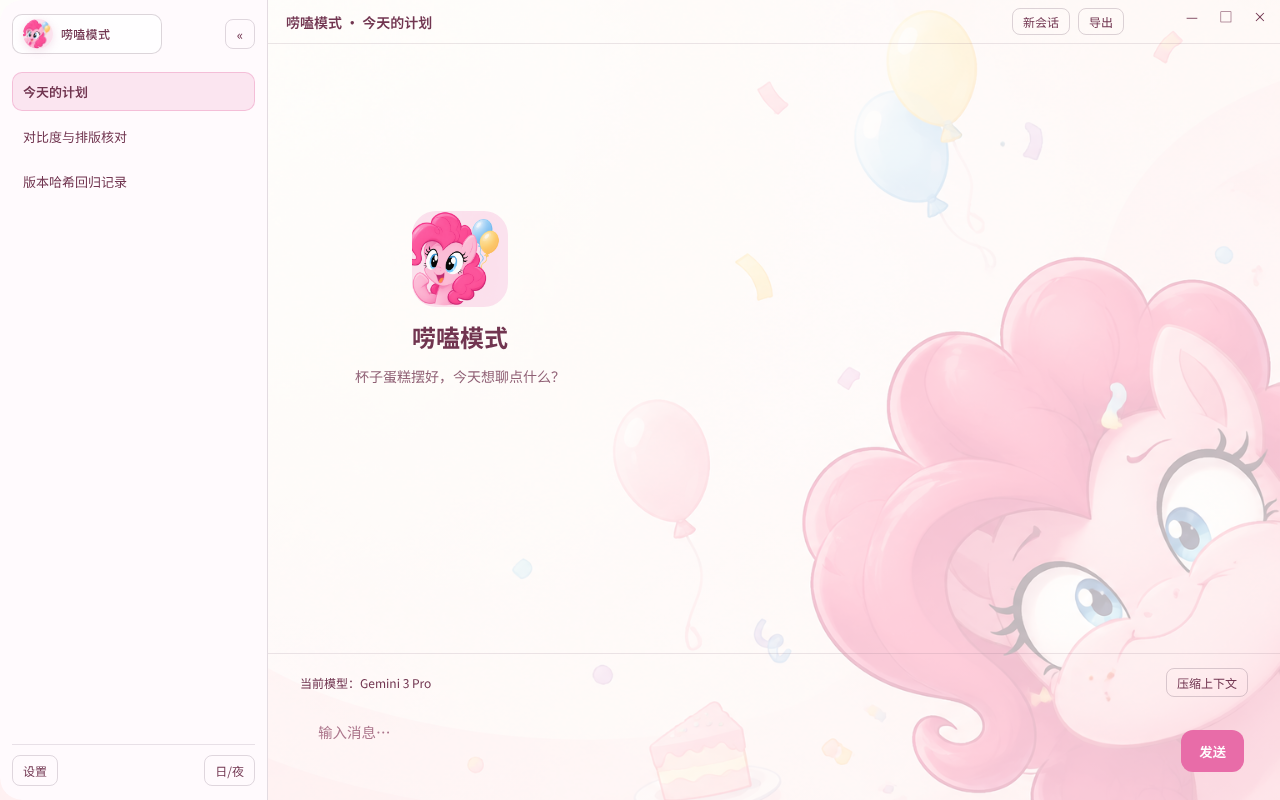 唠嗑模式
«
今天的计划
对比度与排版核对
版本哈希回归记录
设置
日/夜
唠嗑模式 · 今天的计划
新会话
导出
唠嗑模式
杯子蛋糕摆好，今天想聊点什么？
当前模型：Gemini 3 Pro
压缩上下文
输入消息…
发送